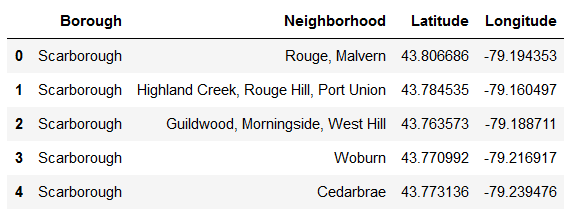 Borough Neighborhood Latitude Longitude
0 Scarborough Rouge, Malvern 43.806686 -79.194353
1 Scarborough Highland Creek, Rouge Hill, Port Union 43.784535 -79.160497
2 Scarborough Guildwood, Morningside, West Hill 43.763573 -79.188711
3 Scarborough Woburn 43.770992 -79.216917
4 Scarborough Cedarbrae 43.773136 -79.239476